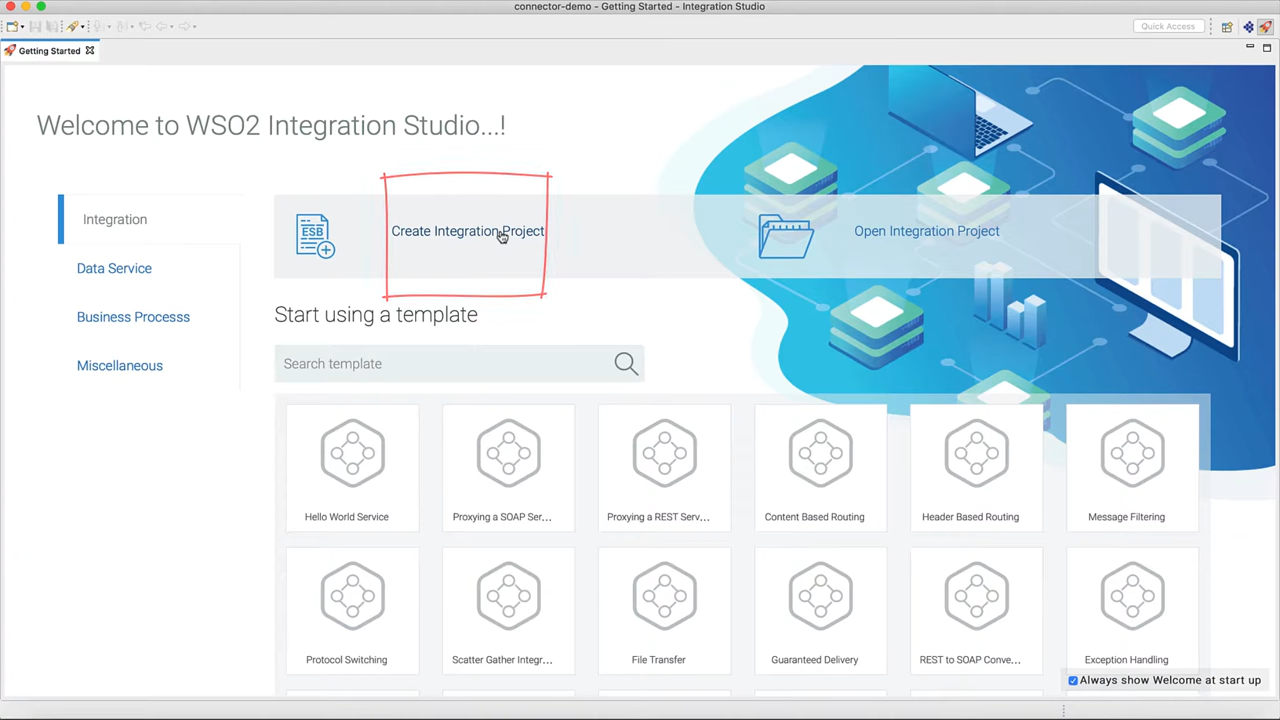 connector-demo - Getting Started - Integration Studio
Quick Access
Getting Started
Welcome to WSO2 Integration Studio...!
Integration
Data Service
Business Processs
Miscellaneous
ESB
Create Integration Project
Open Integration Project
Start using a template
Search template
Hello World Service
Proxying a SOAP Ser...
Proxying a REST Serv...
Content Based Routing
Header Based Routing
Message Filtering
Protocol Switching
Scatter Gather Integr...
File Transfer
Guaranteed Delivery
REST to SOAP Conve...
Exception Handling
Always show Welcome at start up